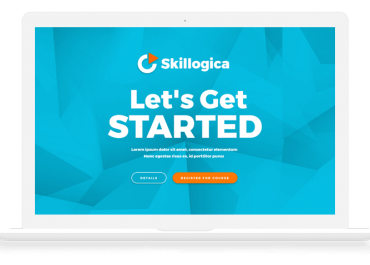 Skillogica
Let's Get
STARTED
Lorem ipsum dolor sit amet, consectetur elementum
Nam egestas risus ex, id porttitor purus
DETAILS
REGISTER FOR COURSE